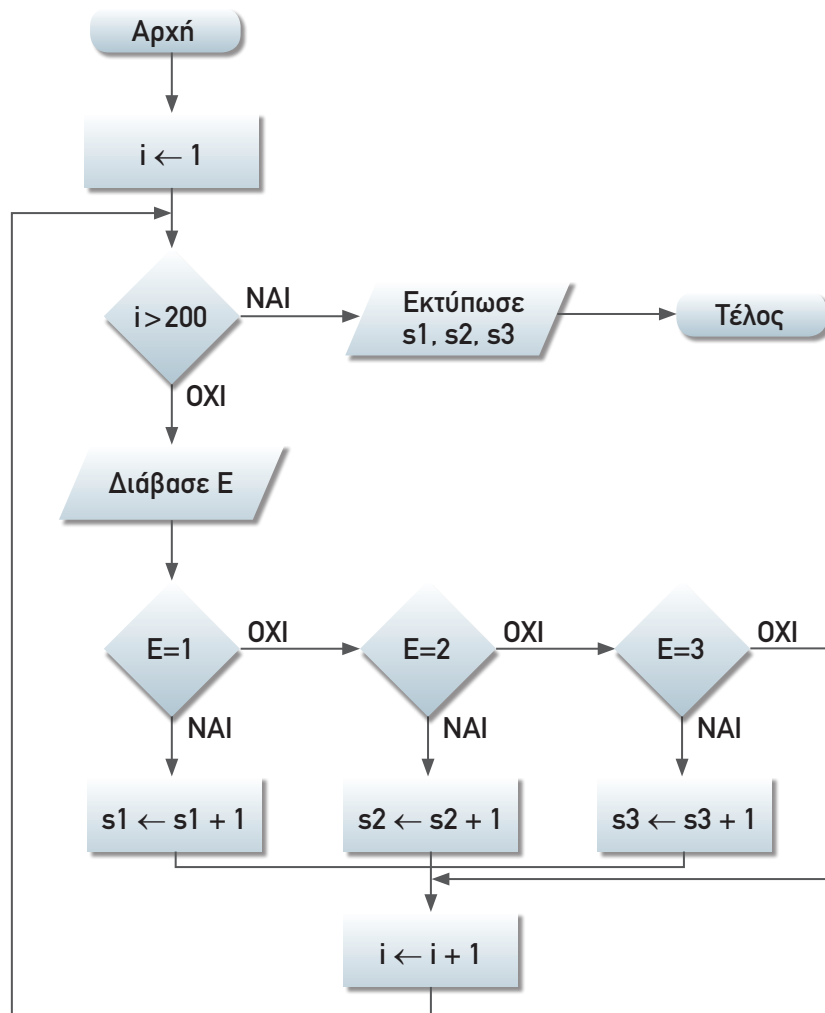 Αρχή
i ← 1
i > 200
ΝΑΙ
Εκτύπωσε
s1, s2, s3
Τέλος
ΟΧΙ
Διάβασε Ε
Ε=1
ΟΧΙ
Ε=2
ΟΧΙ
Ε=3
ΟΧΙ
ΝΑΙ
ΝΑΙ
ΝΑΙ
s1 ← s1 + 1
s2 ← s2 + 1
s3 ← s3 + 1
i ← i + 1